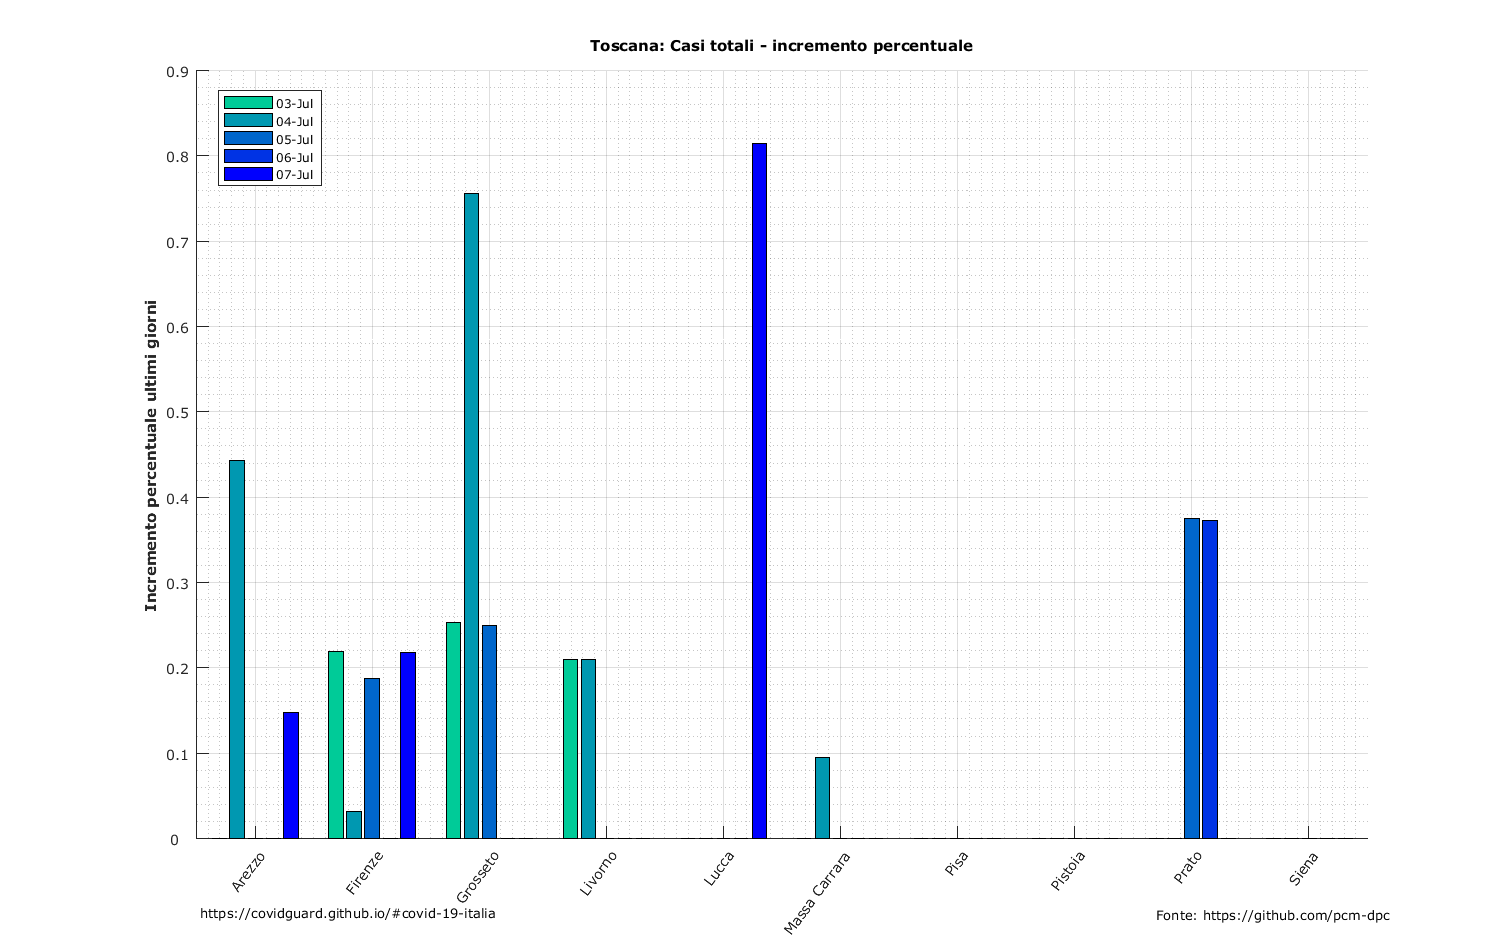 Toscana: Casi totali - incremento percentuale
Incremento percentuale ultimi giorni
0.9
0.8
0.7
0.6
0.5
0.4
0.3
0.2
0.1
0
03-Jul
04-Jul
05-Jul
06-Jul
07-Jul
Arezzo
Firenze
Grosseto
Livorno
Lucca
Massa Carrara
Pisa
Pistoia
Prato
Siena
https://covidguard.github.io/#covid-19-italia
Fonte: https://github.com/pcm-dpc